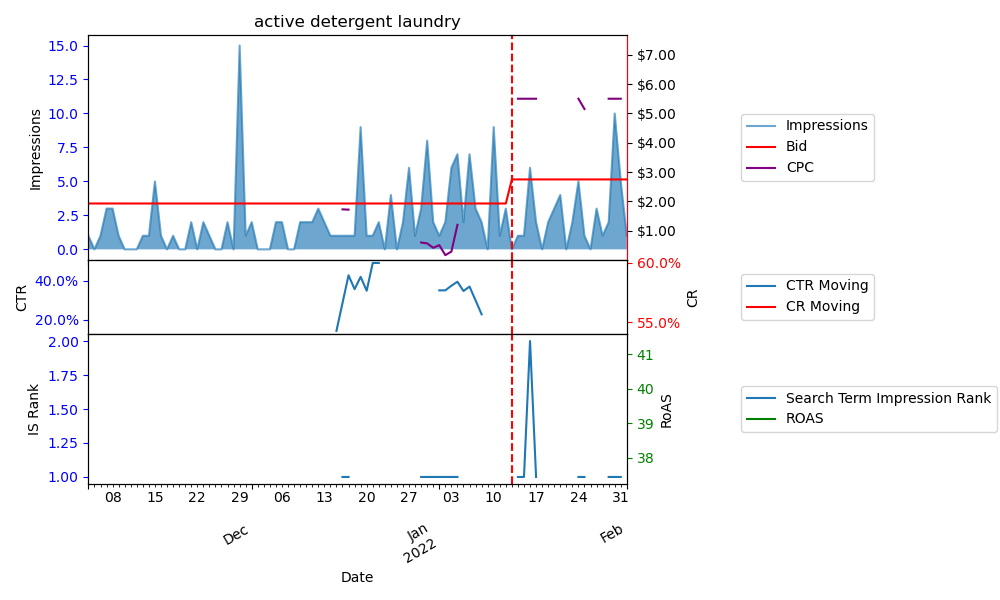 active detergent laundry
15.0
12.5
10.0
7.5
5.0
2.5
0.0
Impressions
$7.00
$6.00
$5.00
$4.00
$3.00
$2.00
$1.00
Impressions
Bid
CPC
40.0%
20.0%
CTR
60.0%
55.0%
CR
CTR Moving
CR Moving
2.00
1.75
1.50
1.25
1.00
IS Rank
41
40
39
38
RoAS
Search Term Impression Rank
ROAS
08 15 22 29 06 13 20 27 03 10 17 24 31
Dec Jan Feb
2022
Date